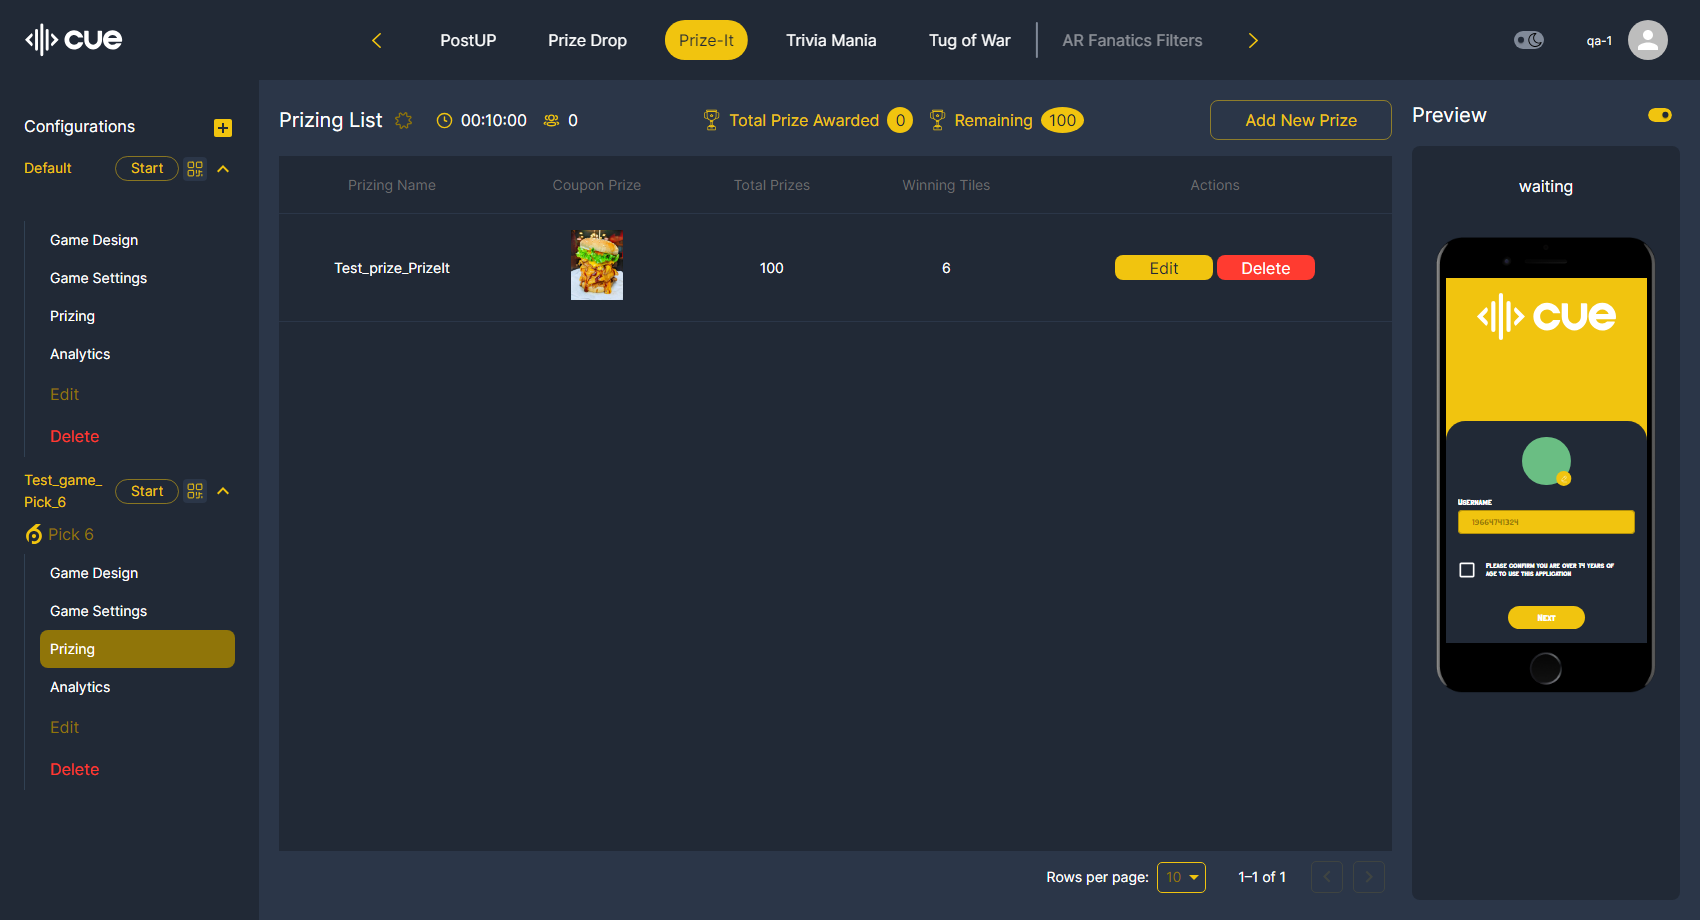 cue
PostUP
Prize Drop
Prize-It
Trivia Mania
Tug of War
AR Fanatics Filters
qa-1
Configurations
Default
Start
Game Design
Game Settings
Prizing
Analytics
Edit
Delete
Test_game_
Pick_6
Start
Pick 6
Game Design
Game Settings
Prizing
Analytics
Edit
Delete
Prizing List
00:10:00
0
Total Prize Awarded 0
Remaining 100
Add New Prize
Prizing Name
Coupon Prize
Total Prizes
Winning Tiles
Actions
Test_prize_PrizeIt
100
6
Edit
Delete
Rows per page: 10
1–1 of 1
Preview
waiting
cue
Username
19664741324
Please confirm you are over 14 years of
age to use this application
Next